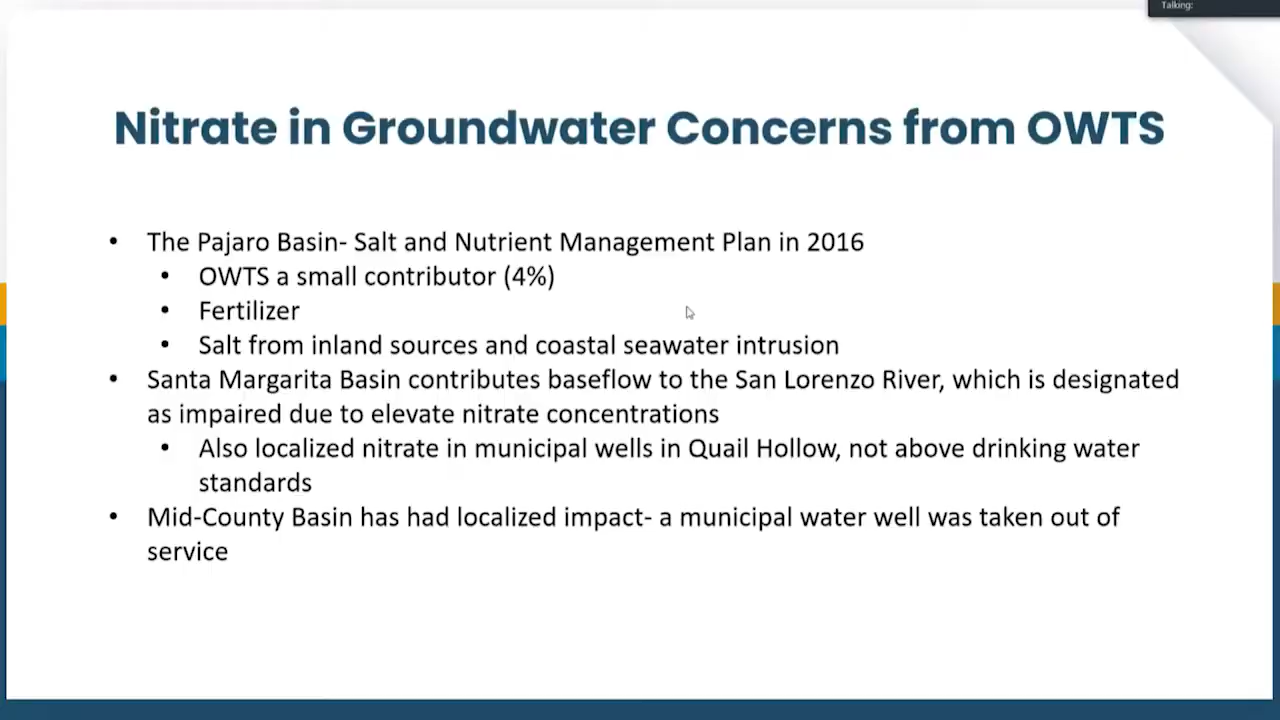 Talking:
Nitrate in Groundwater Concerns from OWTS
• The Pajaro Basin- Salt and Nutrient Management Plan in 2016
• OWTS a small contributor (4%)
• Fertilizer
• Salt from inland sources and coastal seawater intrusion
• Santa Margarita Basin contributes baseflow to the San Lorenzo River, which is designated
as impaired due to elevate nitrate concentrations
• Also localized nitrate in municipal wells in Quail Hollow, not above drinking water
standards
• Mid-County Basin has had localized impact- a municipal water well was taken out of
service